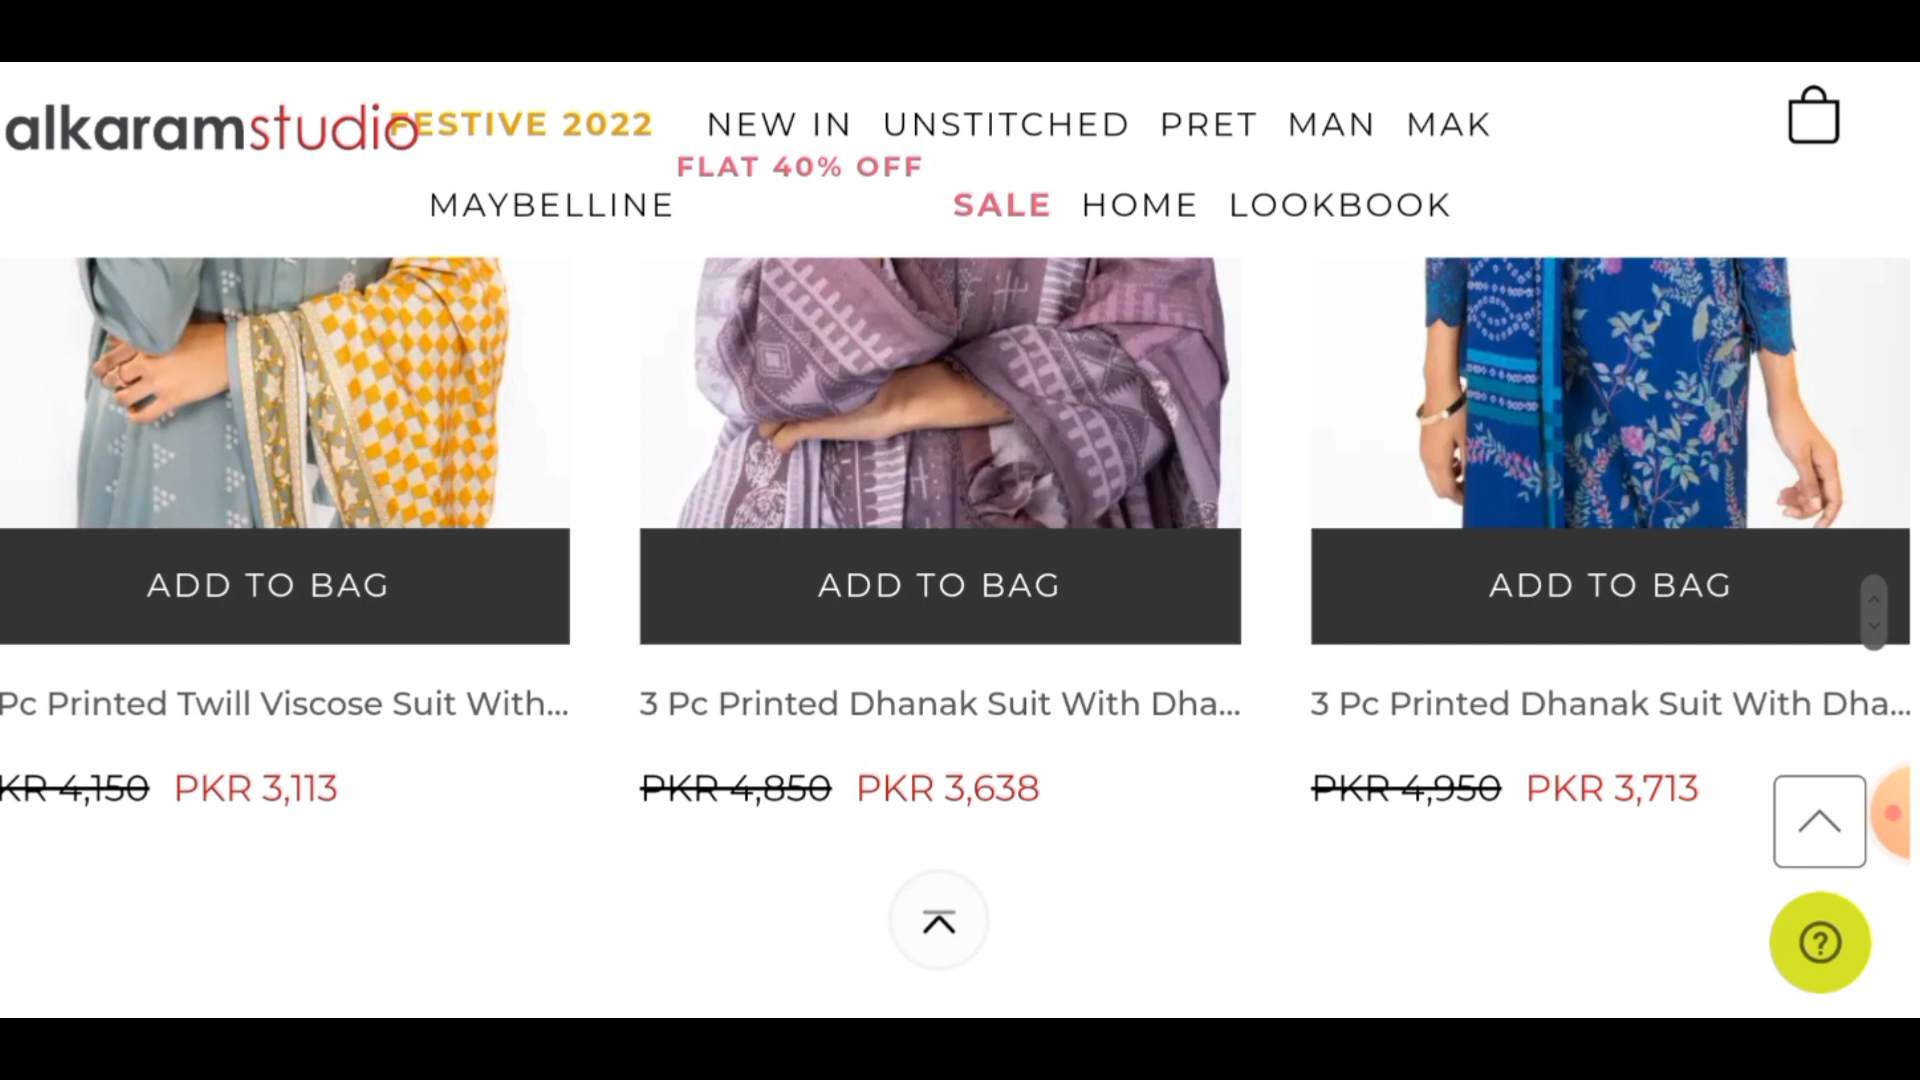 alkaramstudio
FESTIVE 2022 NEW IN UNSTITCHED PRET MAN MAK
FLAT 40% OFF
MAYBELLINE SALE HOME LOOKBOOK
ADD TO BAG ADD TO BAG ADD TO BAG
Pc Printed Twill Viscose Suit With... 3 Pc Printed Dhanak Suit With Dha... 3 Pc Printed Dhanak Suit With Dha...
KR 4,150 PKR 3,113 PKR 4,850 PKR 3,638 PKR 4,950 PKR 3,713
?